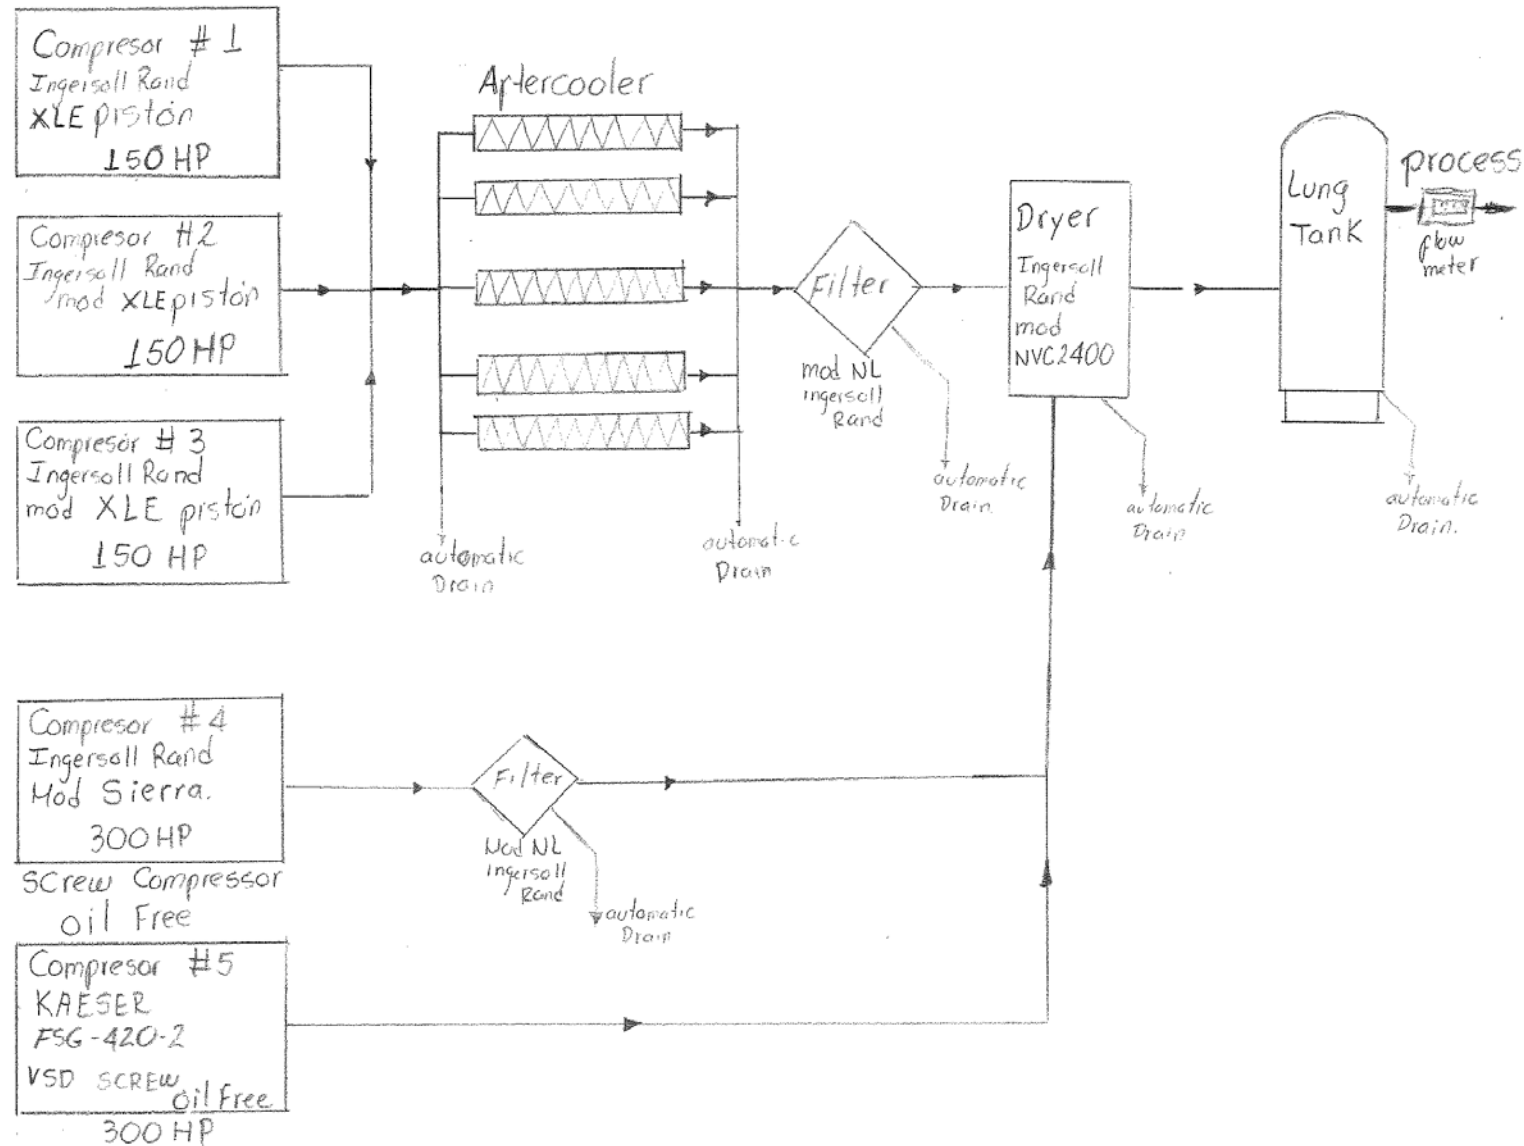 Compresor # 1
Ingersoll Rand
XLE pistón
150 HP
Compresor #2
Ingersoll Rand
mod XLE pistón
150 HP
Compresor # 3
Ingersoll Rand
mod XLE pistón
150 HP
Aftercooler
automatic
Drain
automatic
Drain
Filter
mod NL
ingersoll
Rand
automatic
Drain.
Dryer
Ingersoll
Rand
mod
NVC2400
automatic
Drain
Lung
Tank
automatic
Drain.
process
flow
meter
Compresor # 4
Ingersoll Rand
Mod Sierra.
300 HP
Screw Compressor
oil Free
Filter
Mod NL
ingersoll
Rand
automatic
Drain
Compresor #5
KAESER
FSG-420-2
VSD SCREW
oil Free
300 HP